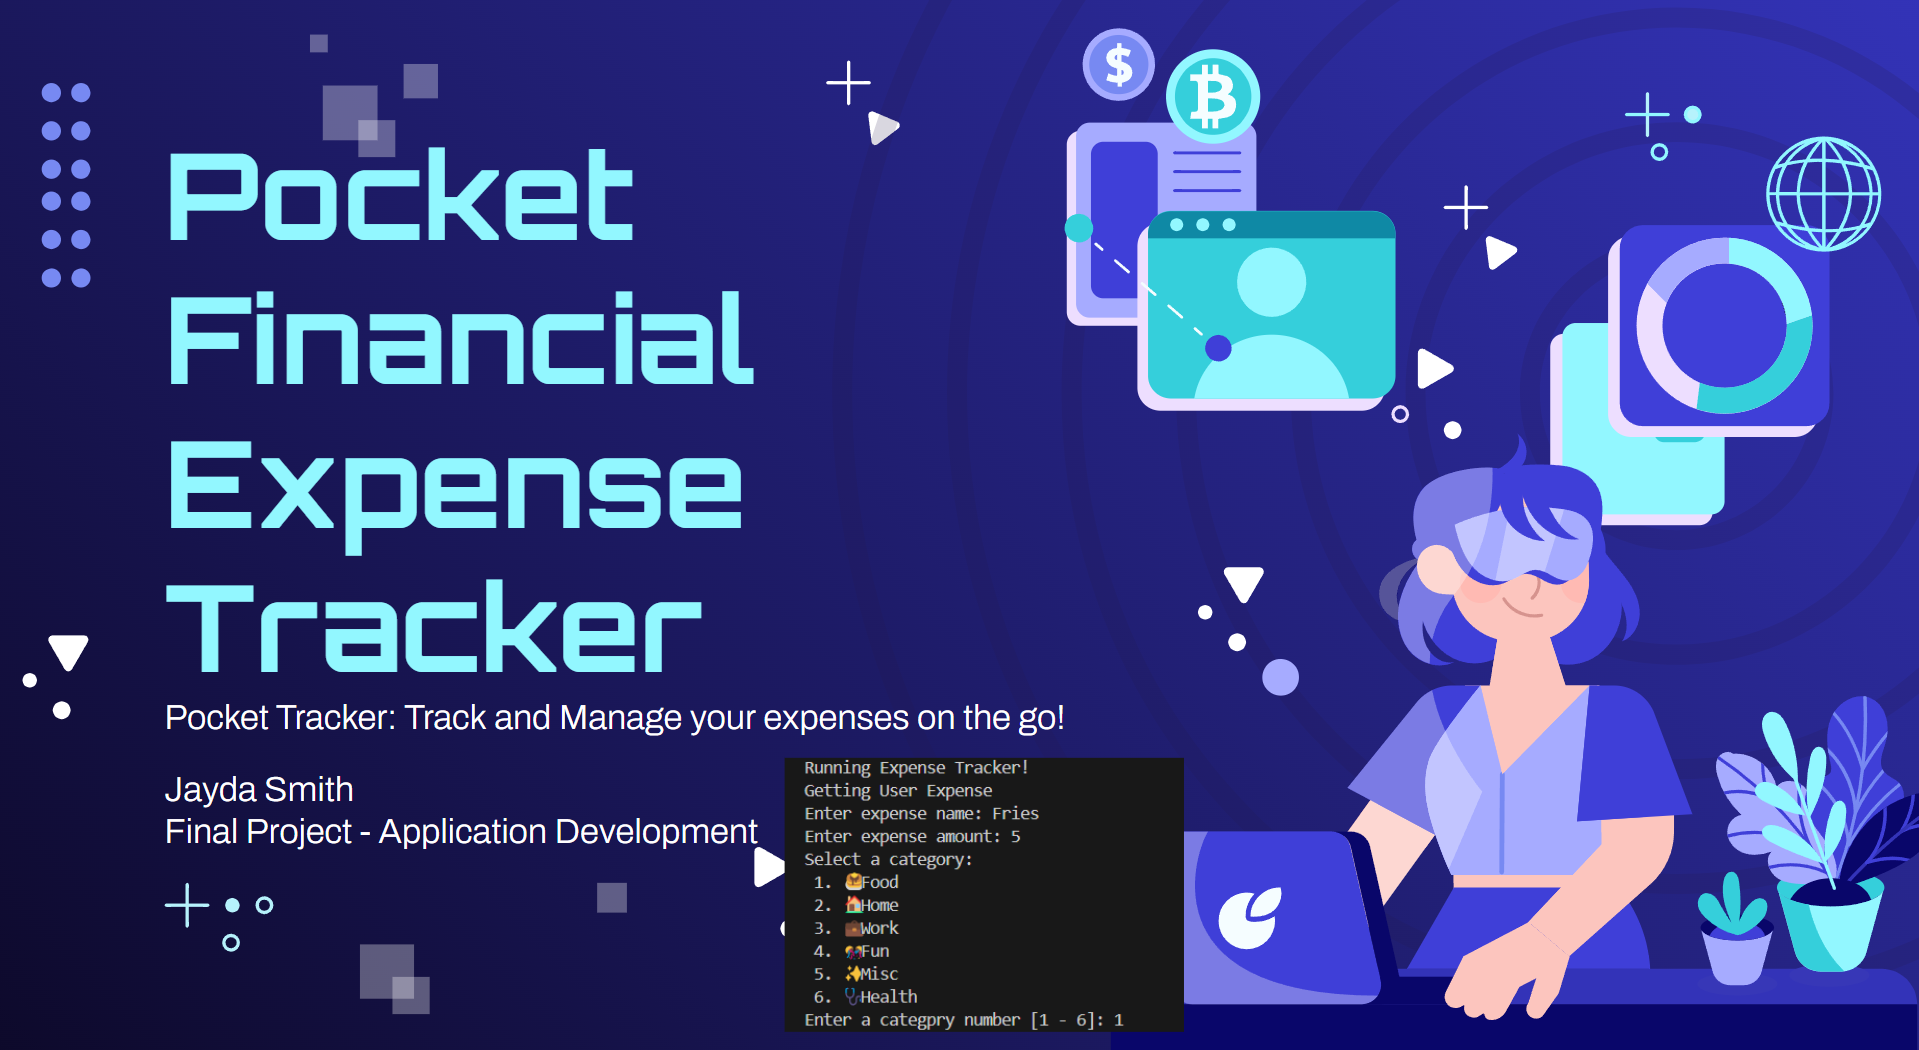 Pocket
Financial
Expense
Tracker
Pocket Tracker: Track and Manage your expenses on the go!
Jayda Smith
Final Project - Application Development
Running Expense Tracker!
Getting User Expense
Enter expense name: Fries
Enter expense amount: 5
Select a category:
1. 🍔Food
2. 🏠Home
3. 💼Work
4. 🎊Fun
5. ✨Misc
6. 🩺Health
Enter a categpry number [1 - 6]: 1
$
₿